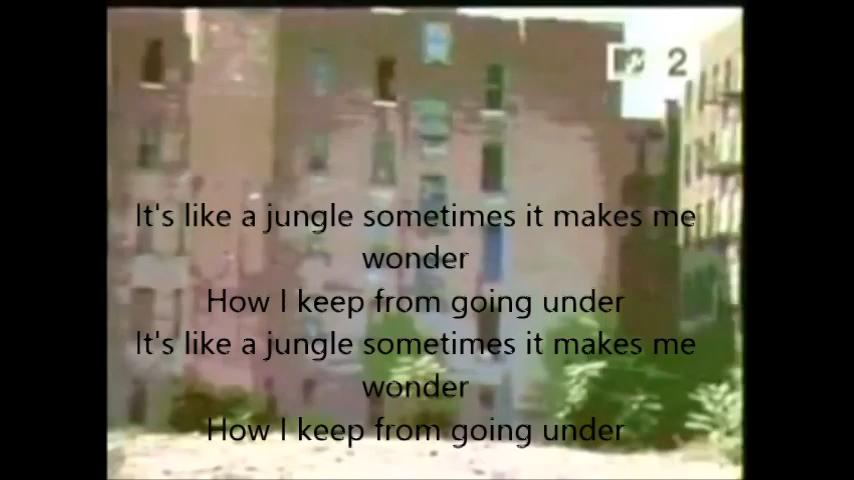 MTV 2
It's like a jungle sometimes it makes me
wonder
How I keep from going under
It's like a jungle sometimes it makes me
wonder
How I keep from going under